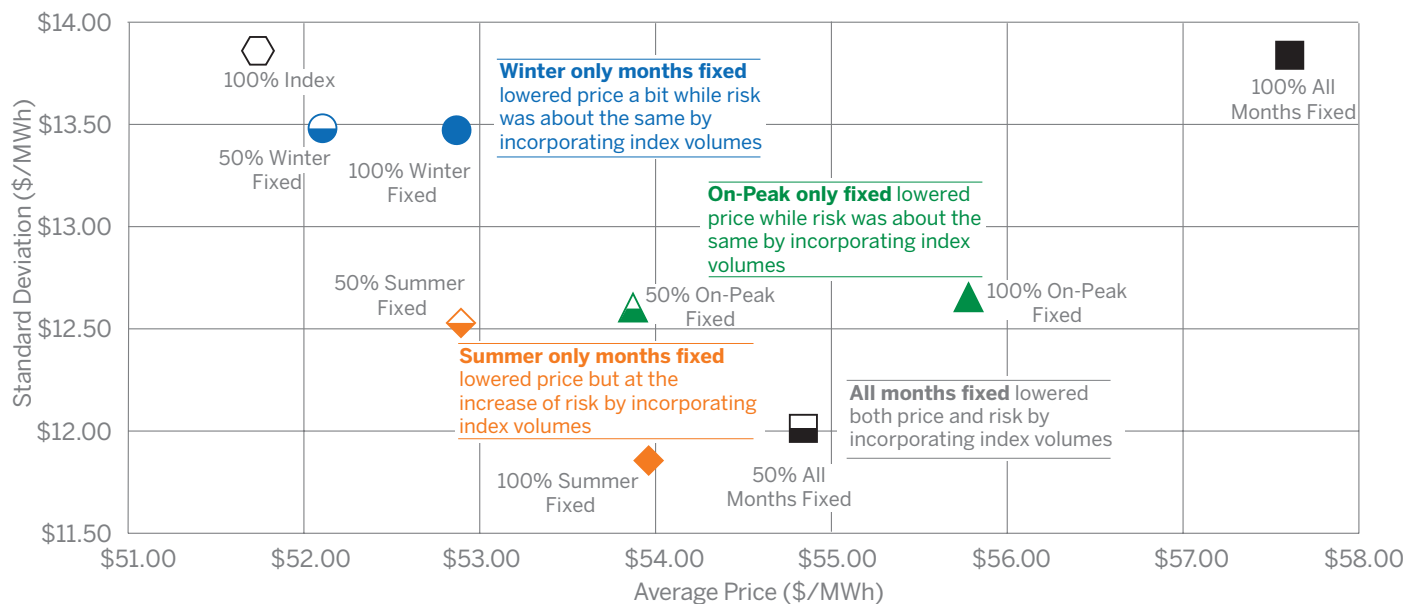 $14.00
$13.50
$13.00
$12.50
$12.00
$11.50
Standard Deviation ($/MWh)
100% Index
50% Winter
Fixed
100% Winter
Fixed
Winter only months fixed
lowered price a bit while risk
was about the same by
incorporating index volumes
100% All
Months Fixed
On-Peak only fixed lowered
price while risk was about the
same by incorporating index
volumes
50% Summer
Fixed
50% On-Peak
Fixed
100% On-Peak
Fixed
Summer only months fixed
lowered price but at the
increase of risk by incorporating
index volumes
All months fixed lowered
both price and risk by
incorporating index volumes
100% Summer
Fixed
50% All
Months Fixed
$51.00 $52.00 $53.00 $54.00 $55.00 $56.00 $57.00 $58.00
Average Price ($/MWh)